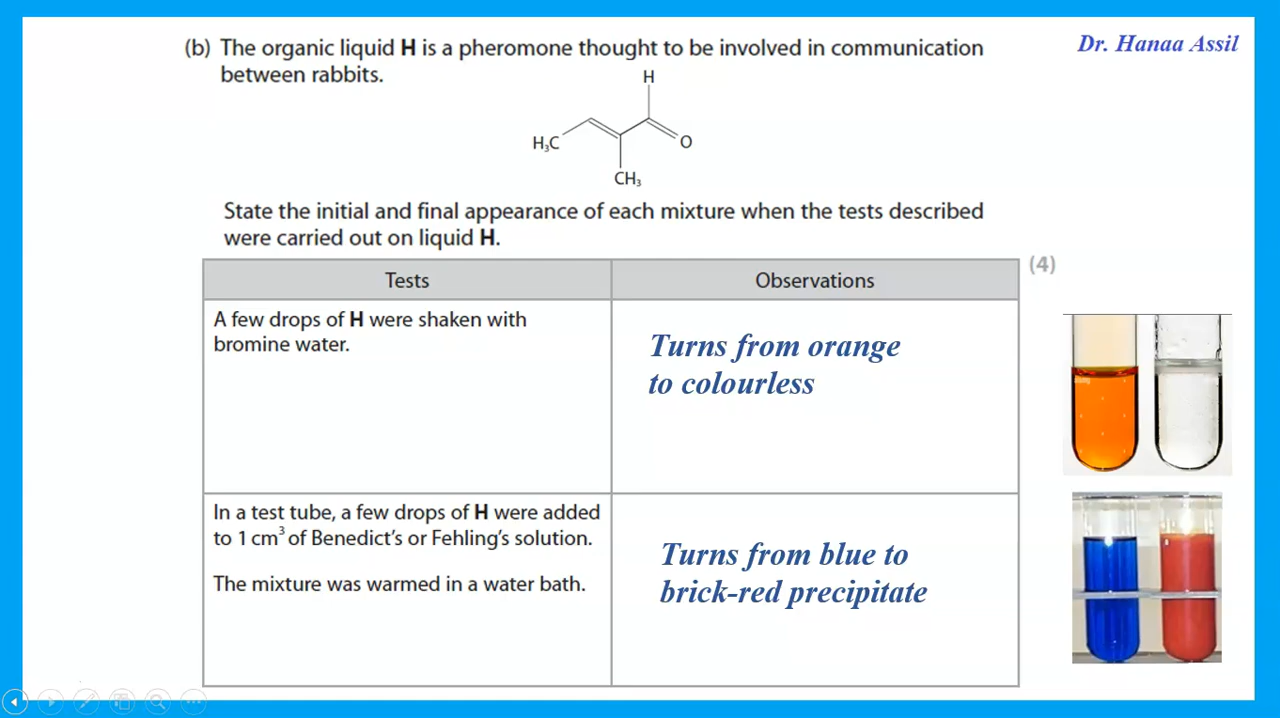 (b) The organic liquid H is a pheromone thought to be involved in communication
between rabbits.
Dr. Hanaa Assil
H
H₃C
O
CH₃
State the initial and final appearance of each mixture when the tests described
were carried out on liquid H.
(4)
Tests
Observations
A few drops of H were shaken with
bromine water.
Turns from orange
to colourless
In a test tube, a few drops of H were added
to 1 cm³ of Benedict's or Fehling's solution.
The mixture was warmed in a water bath.
Turns from blue to
brick-red precipitate